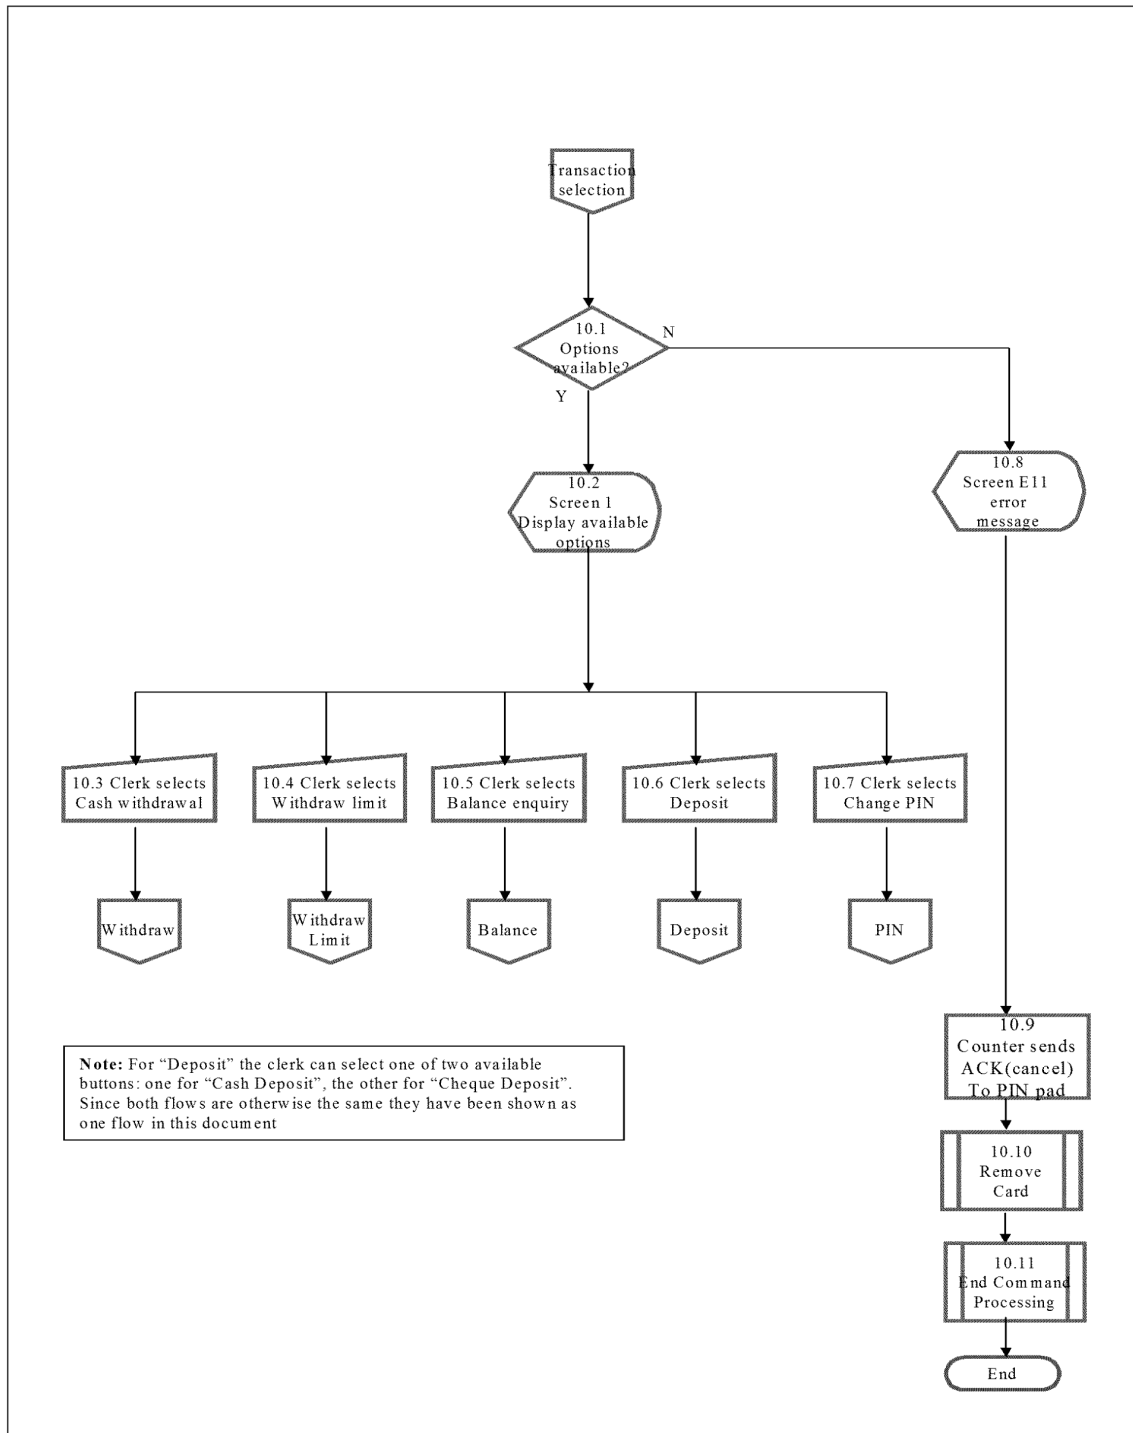 Transaction
selection
10.1
Options
available?
N
Y
10.2
Screen 1
Display available
options
10.8
Screen E11
error
message
10.3 Clerk selects
Cash withdrawal
10.4 Clerk selects
Withdraw limit
10.5 Clerk selects
Balance enquiry
10.6 Clerk selects
Deposit
10.7 Clerk selects
Change PIN
Withdraw
Withdraw
Limit
Balance
Deposit
PIN
10.9
Counter sends
ACK(cancel)
To PIN pad
Note: For “Deposit” the clerk can select one of two available
buttons: one for “Cash Deposit”, the other for “Cheque Deposit”.
Since both flows are otherwise the same they have been shown as
one flow in this document
10.10
Remove
Card
10.11
End Command
Processing
End